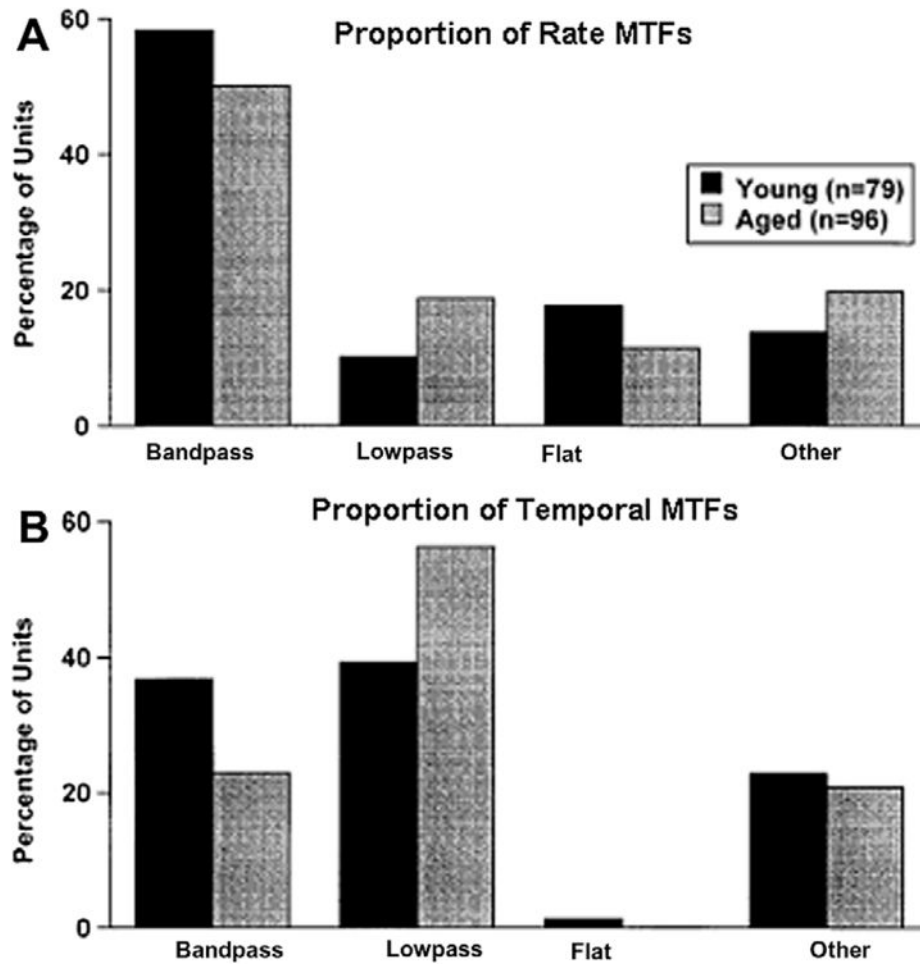 A
Proportion of Rate MTFs
Percentage of Units
60
40
20
0
Young (n=79)
Aged (n=96)
Bandpass Lowpass Flat Other
B
Proportion of Temporal MTFs
Percentage of Units
60
40
20
0
Bandpass Lowpass Flat Other